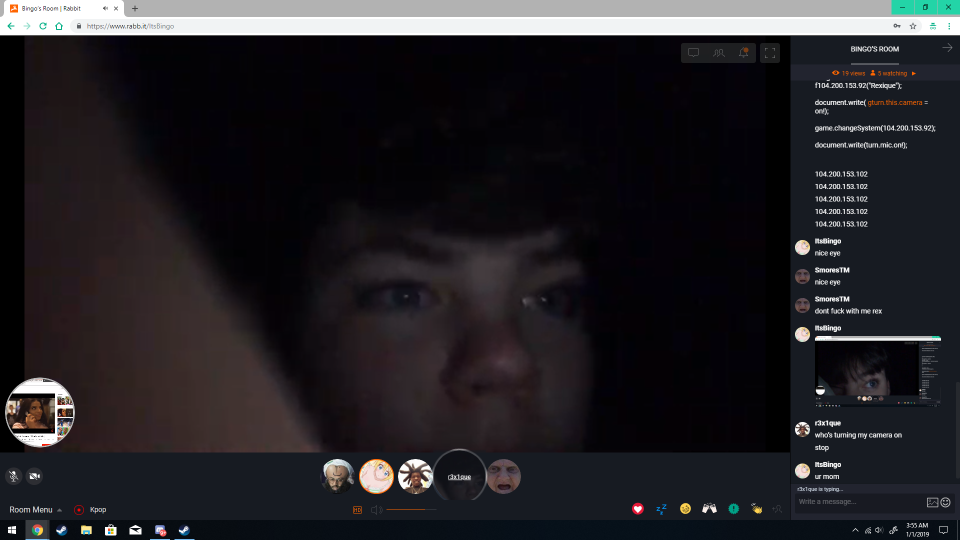 Bingo's Room | Rabbit
https://www.rabb.it/ItsBingo
BINGO'S ROOM
19 views 5 watching
f104.200.153.92("Rexique");
document.write( gturn.this.camera =
on!);
game.changeSystem(104.200.153.92);
document.write(turn.mic.on!);
104.200.153.102
104.200.153.102
104.200.153.102
104.200.153.102
104.200.153.102
ItsBingo
nice eye
SmoresTM
nice eye
SmoresTM
dont fuck with me rex
ItsBingo
r3x1que
who's turning my camera on
stop
ItsBingo
ur mom
r3x1que is typing...
Write a message...
r3x1que
Room Menu
Kpop
HD
3:55 AM
1/1/2019